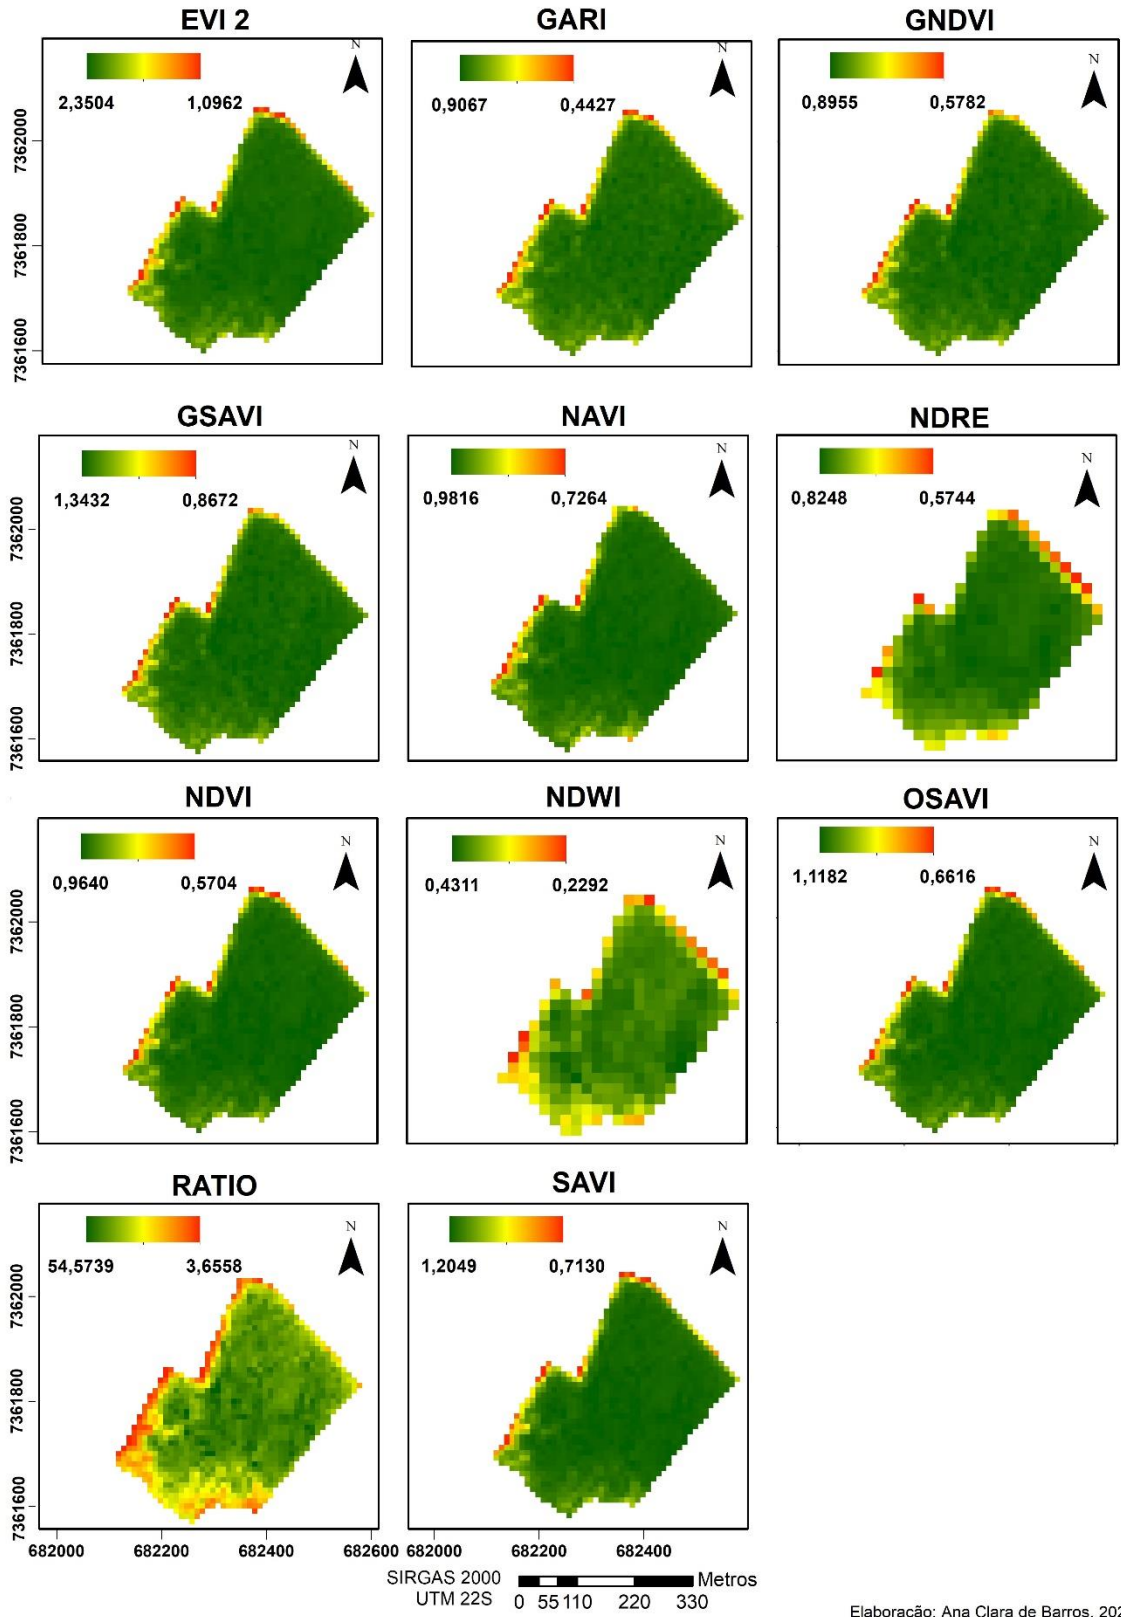 EVI 2
GARI
GNDVI
N
N
N
2,3504 1,0962
0,9067 0,4427
0,8955 0,5782
7362000
7361800
7361600
GSAVI
NAVI
NDRE
N
N
N
1,3432 0,8672
0,9816 0,7264
0,8248 0,5744
7362000
7361800
7361600
NDVI
NDWI
OSAVI
N
N
N
0,9640 0,5704
0,4311 0,2292
1,1182 0,6616
7362000
7361800
7361600
RATIO
SAVI
N
N
54,5739 3,6558
1,2049 0,7130
7362000
7361800
7361600
682000 682200 682400 682600
682000 682200 682400
SIRGAS 2000
UTM 22S
Metros
0 55 110 220 330
Elaboração: Ana Clara de Barros, 202